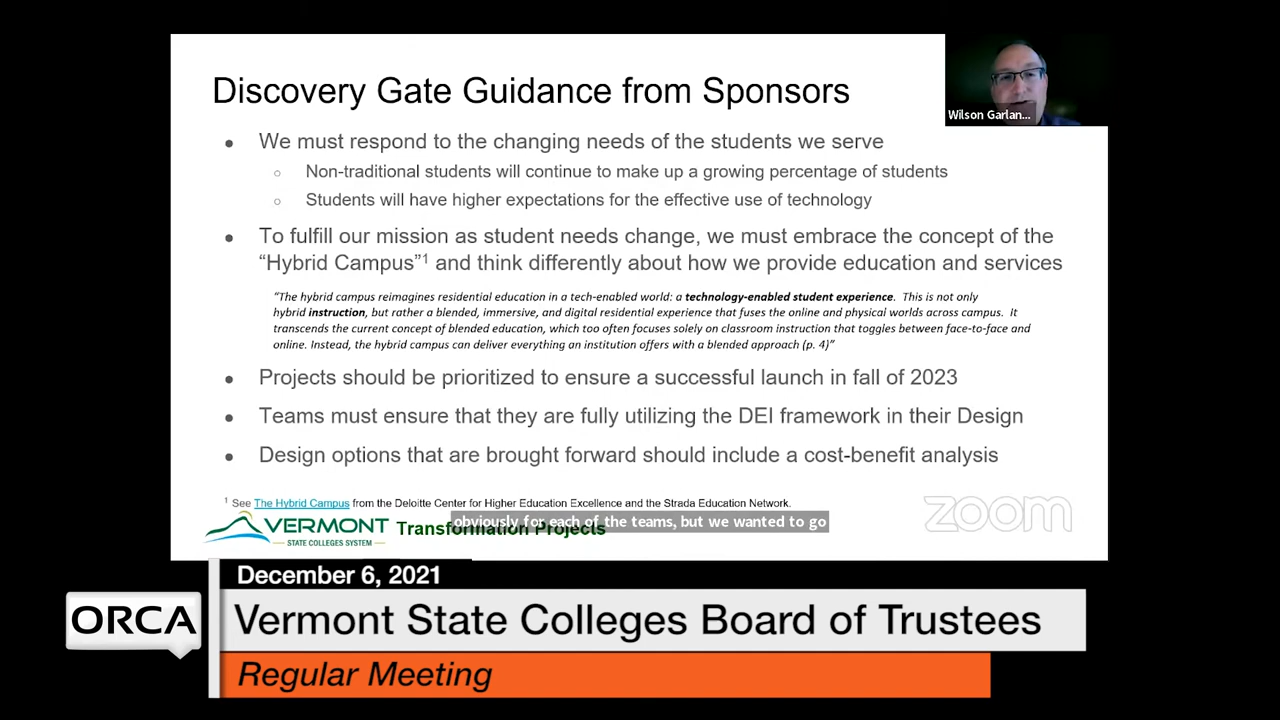 Discovery Gate Guidance from Sponsors
Wilson Garlan...
● We must respond to the changing needs of the students we serve
○ Non-traditional students will continue to make up a growing percentage of students
○ Students will have higher expectations for the effective use of technology
● To fulfill our mission as student needs change, we must embrace the concept of the
“Hybrid Campus”¹ and think differently about how we provide education and services
“The hybrid campus reimagines residential education in a tech-enabled world: a technology-enabled student experience. This is not only
hybrid instruction, but rather a blended, immersive, and digital residential experience that fuses the online and physical worlds across campus. It
transcends the current concept of blended education, which too often focuses solely on classroom instruction that toggles between face-to-face and
online. Instead, the hybrid campus can deliver everything an institution offers with a blended approach (p. 4)”
● Projects should be prioritized to ensure a successful launch in fall of 2023
● Teams must ensure that they are fully utilizing the DEI framework in their Design
● Design options that are brought forward should include a cost-benefit analysis
¹ See The Hybrid Campus from the Deloitte Center for Higher Education Excellence and the Strada Education Network.
zoom
obviously for each of the teams, but we wanted to go
VERMONT
STATE COLLEGES SYSTEM
Transformation Projects
December 6, 2021
ORCA
Vermont State Colleges Board of Trustees
Regular Meeting